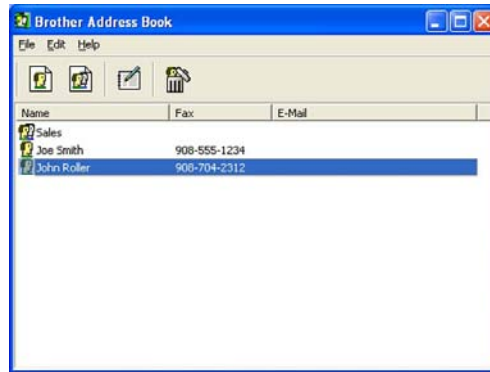 Brother Address Book
File Edit Help
Name Fax E-Mail
Sales
Joe Smith 908-555-1234
John Roller 908-704-2312